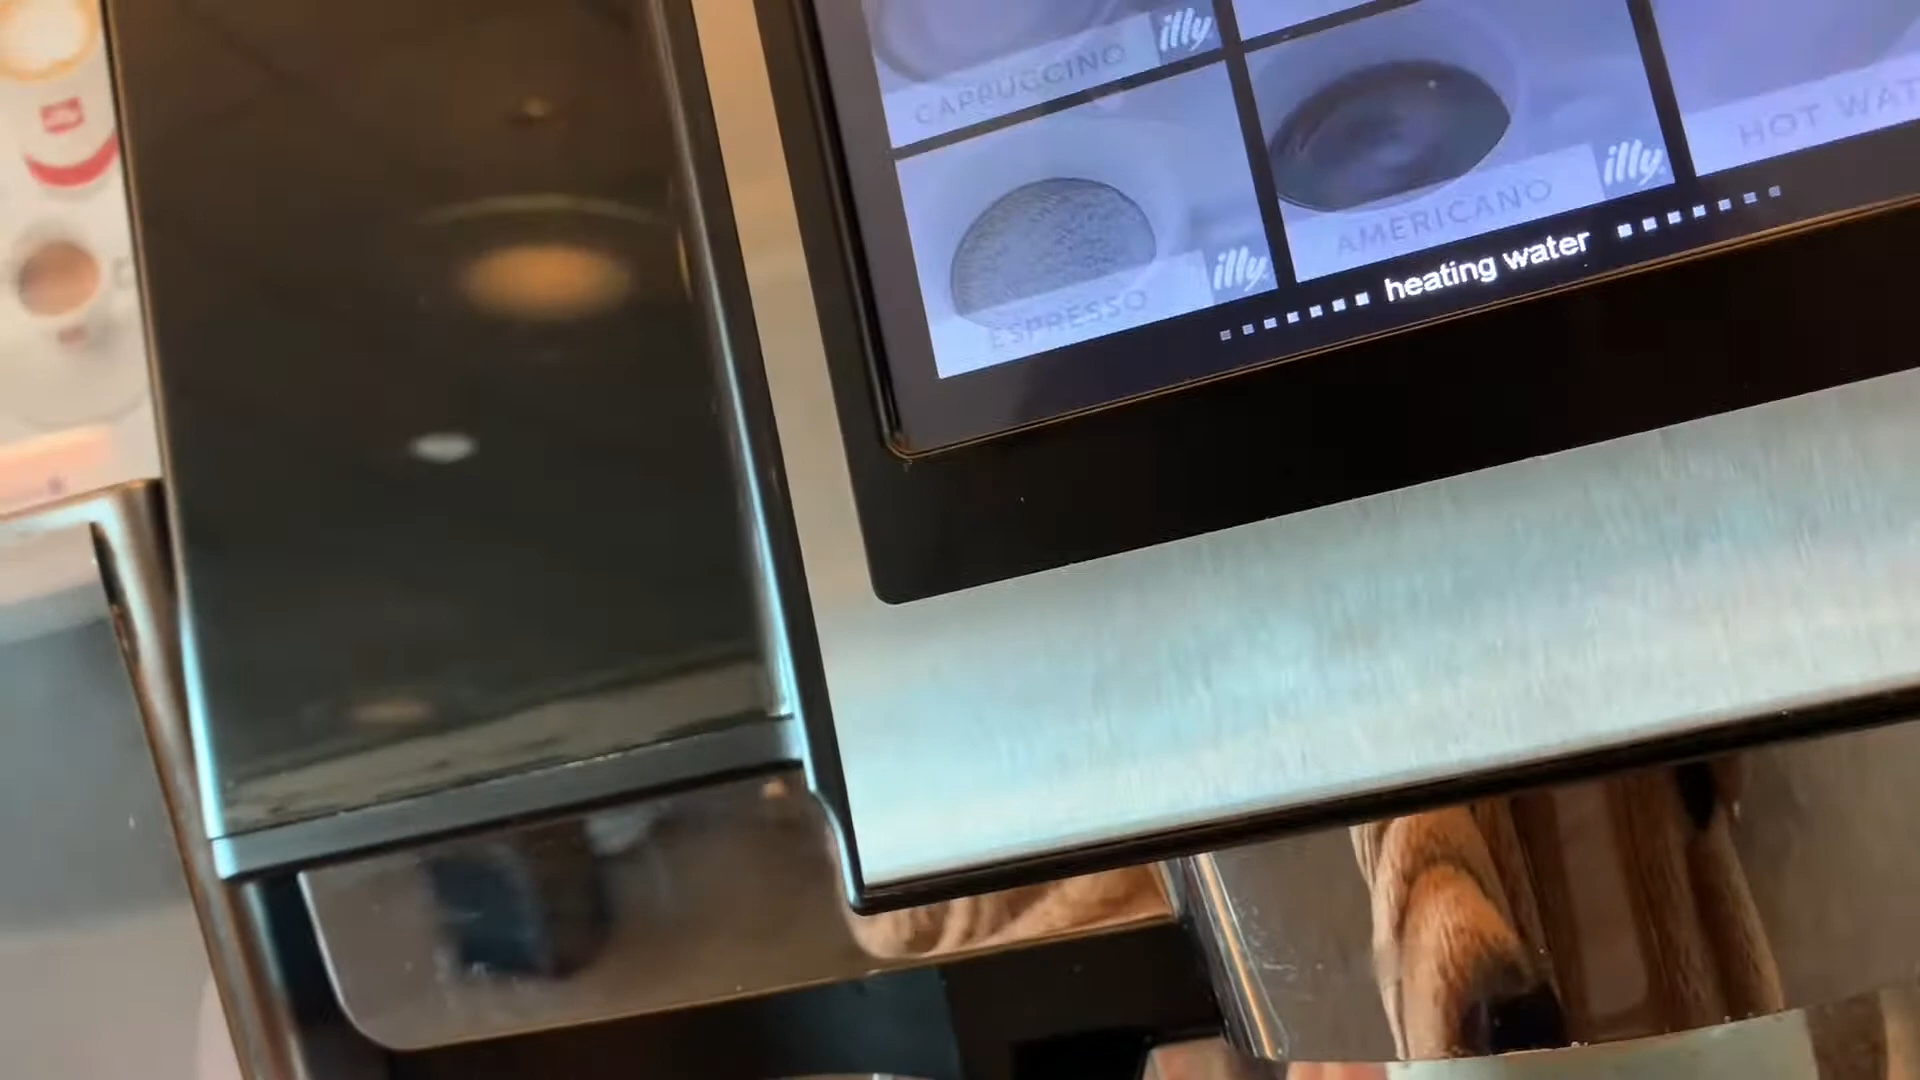 CAPPUCCINO
illy
ESPRESSO
illy
AMERICANO
illy
HOT WAT
heating water